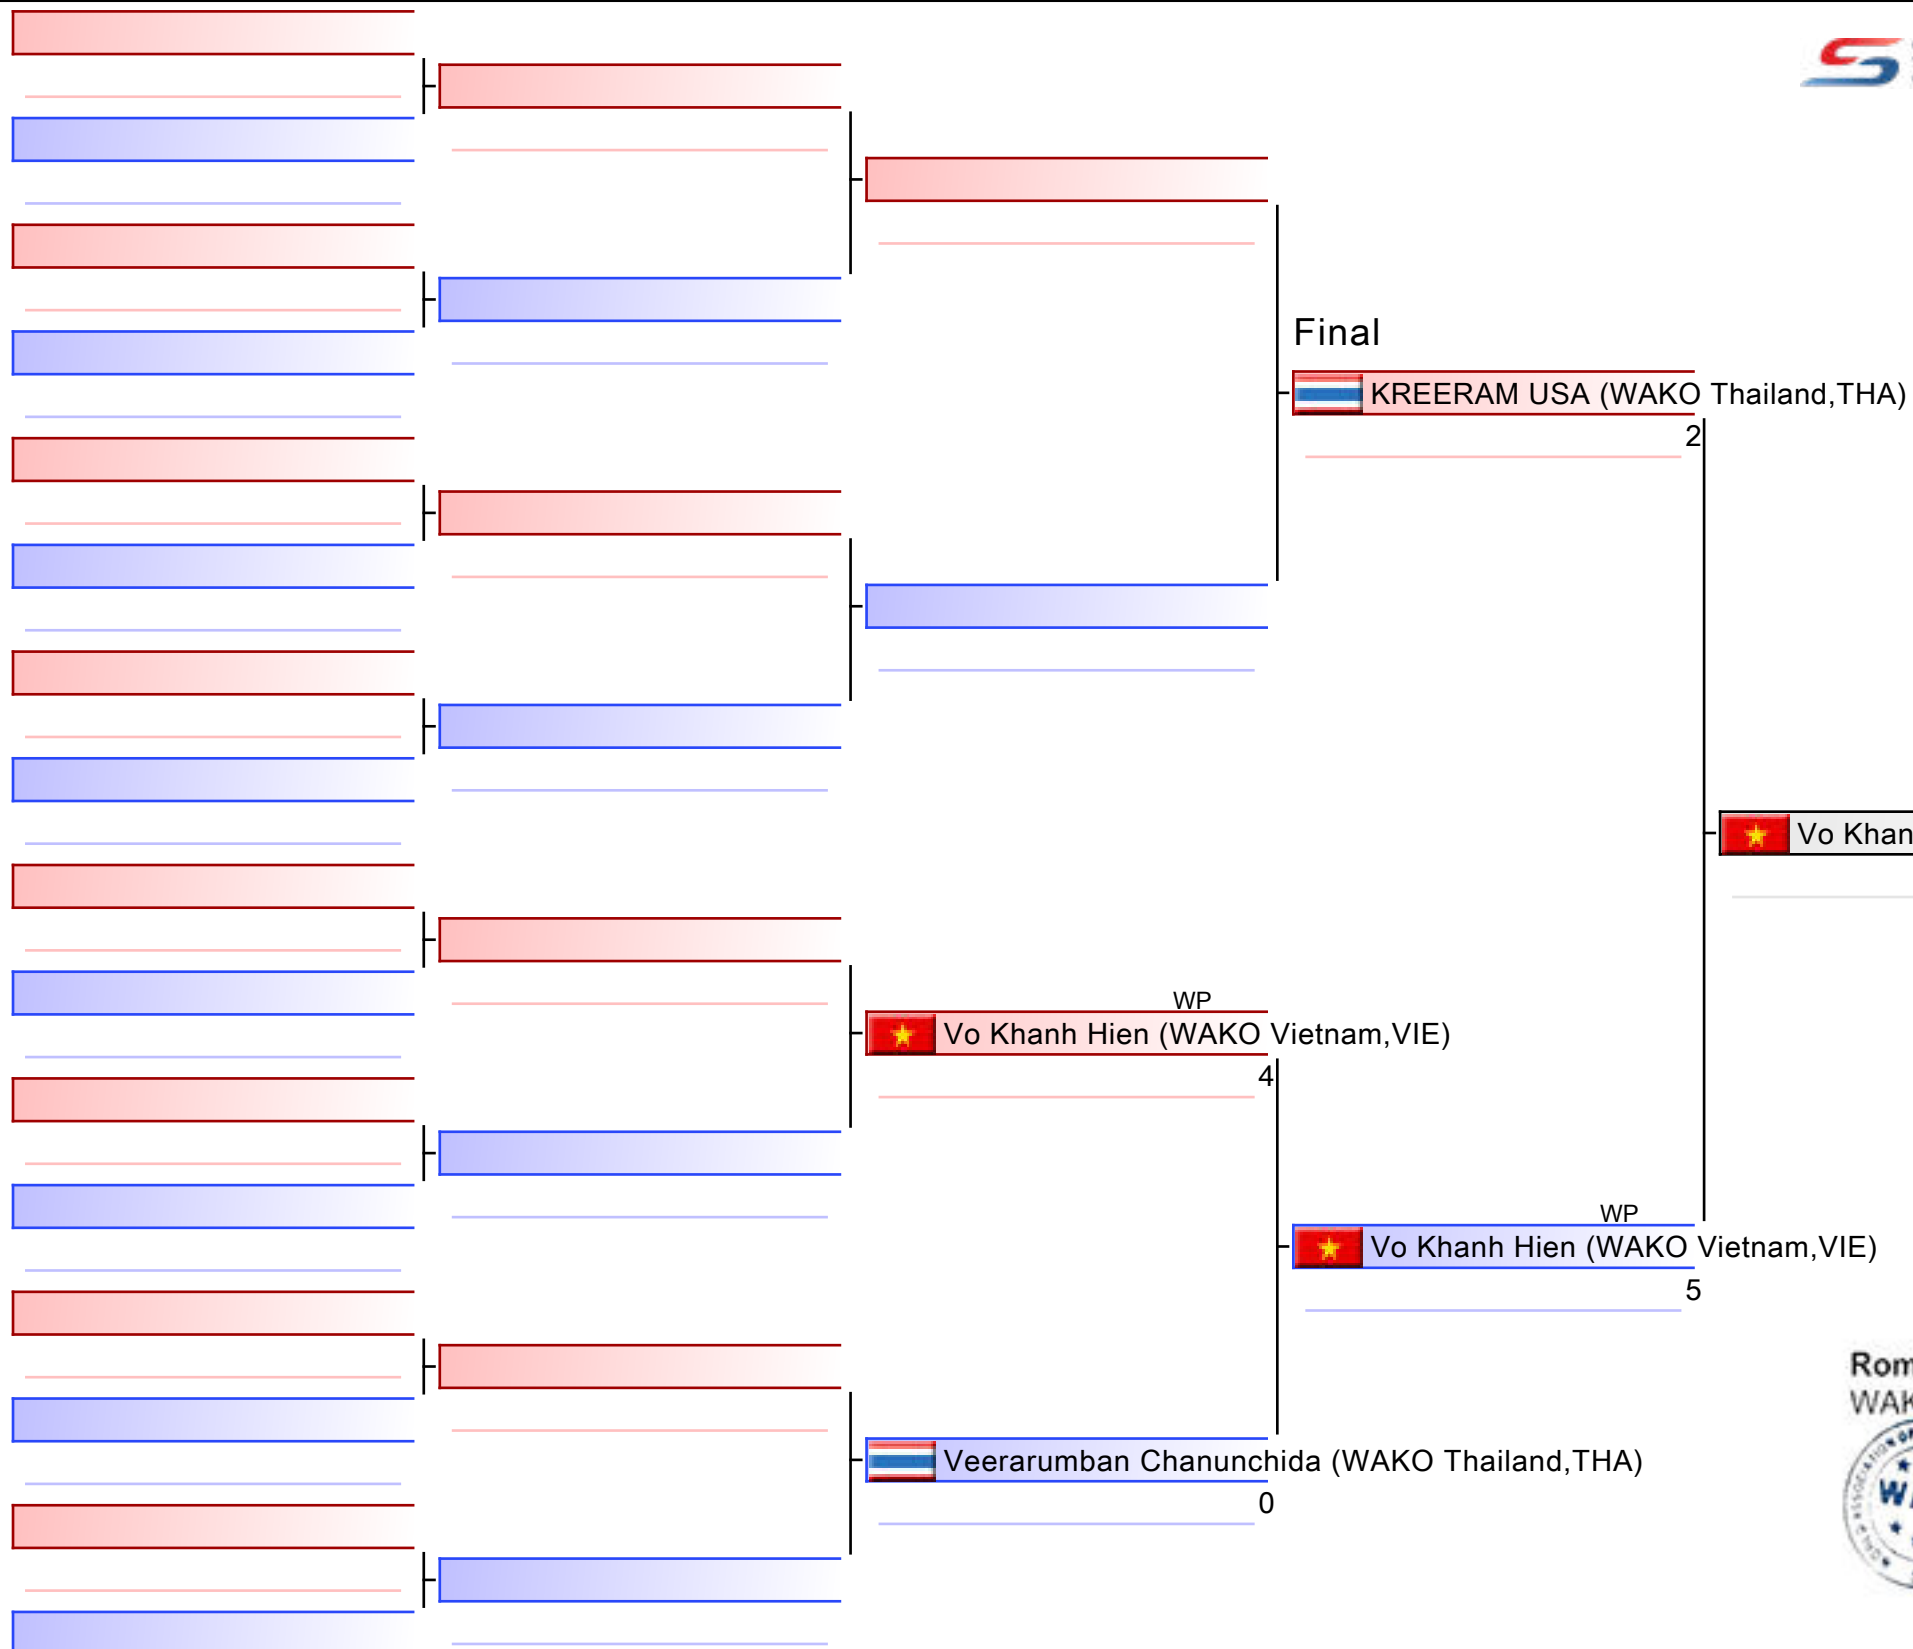 Final
KREERAM USA (WAKO Thailand,THA)
2
Vo Khan
WP
Vo Khanh Hien (WAKO Vietnam,VIE)
4
WP
Vo Khanh Hien (WAKO Vietnam,VIE)
5
Rom
WAK
Veerarumban Chanunchida (WAKO Thailand,THA)
0